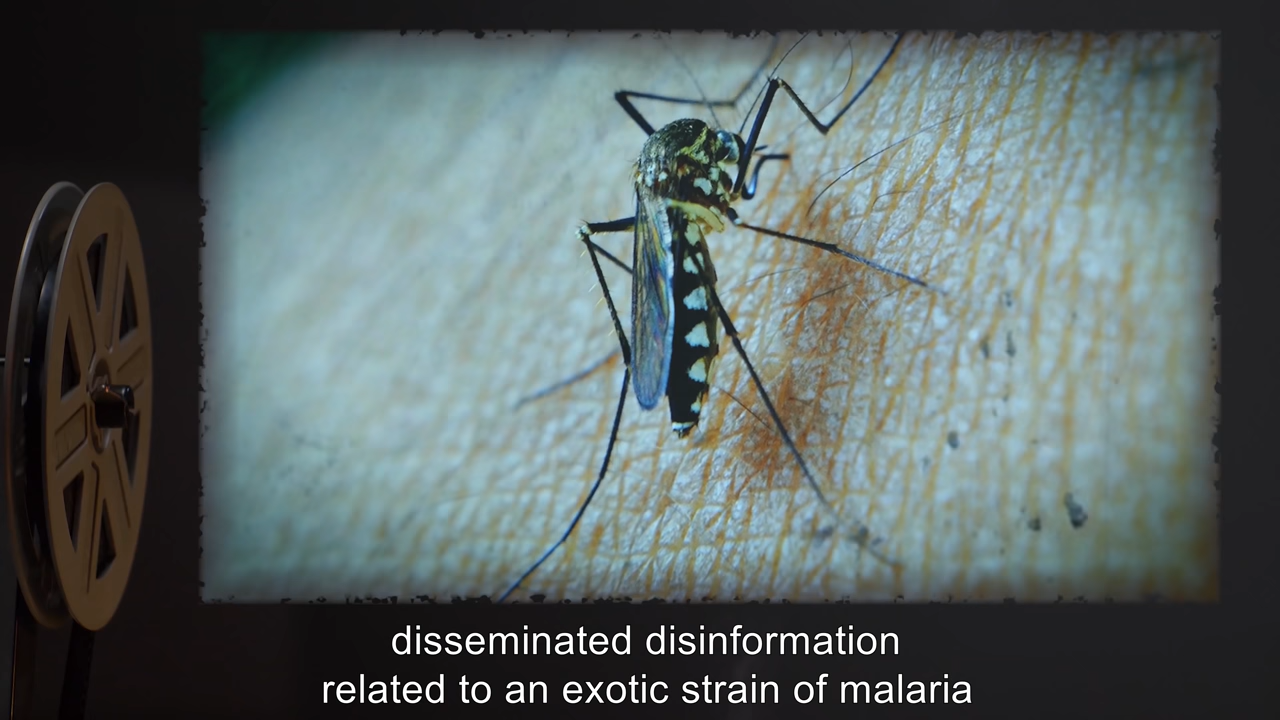 disseminated disinformation
related to an exotic strain of malaria